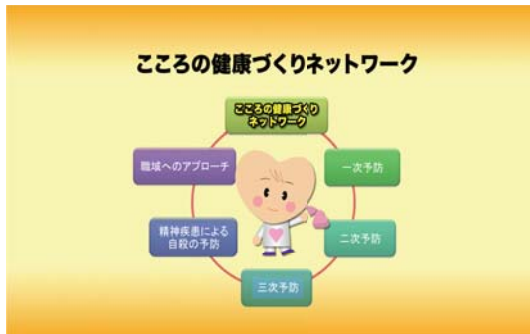 こころの健康づくりネットワーク
こころの健康づくり
ネットワーク
職域へのアプローチ
一次予防
精神疾患による
自殺の予防
二次予防
三次予防